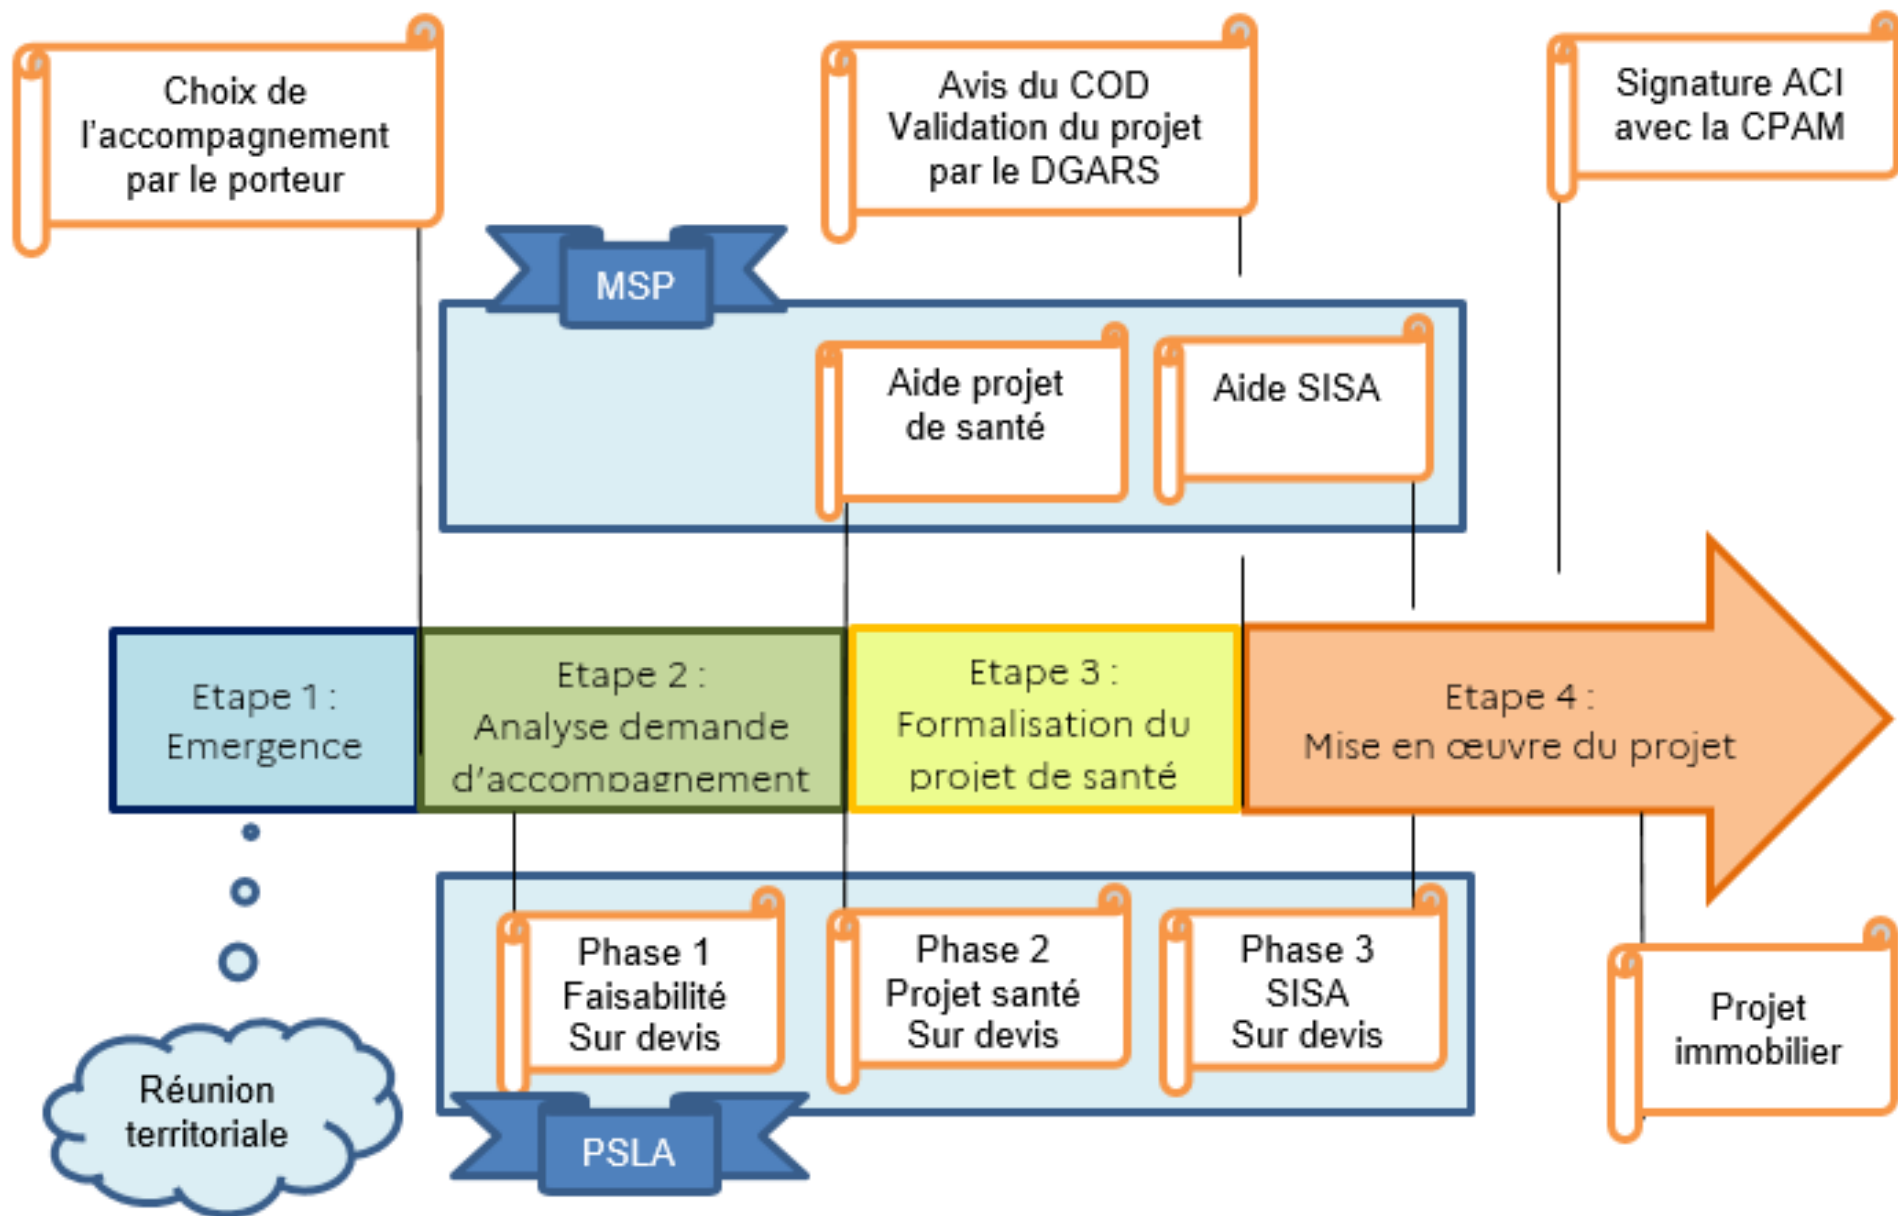 Choix de
l'accompagnement
par le porteur
Avis du COD
Validation du projet
par le DGARS
Signature ACI
avec la CPAM
MSP
Aide projet
de santé
Aide SISA
Etape 1 :
Emergence
Etape 2 :
Analyse demande
d'accompagnement
Etape 3 :
Formalisation du
projet de santé
Etape 4 :
Mise en œuvre du projet
Phase 1
Faisabilité
Sur devis
Phase 2
Projet santé
Sur devis
Phase 3
SISA
Sur devis
Projet
immobilier
Réunion
territoriale
PSLA